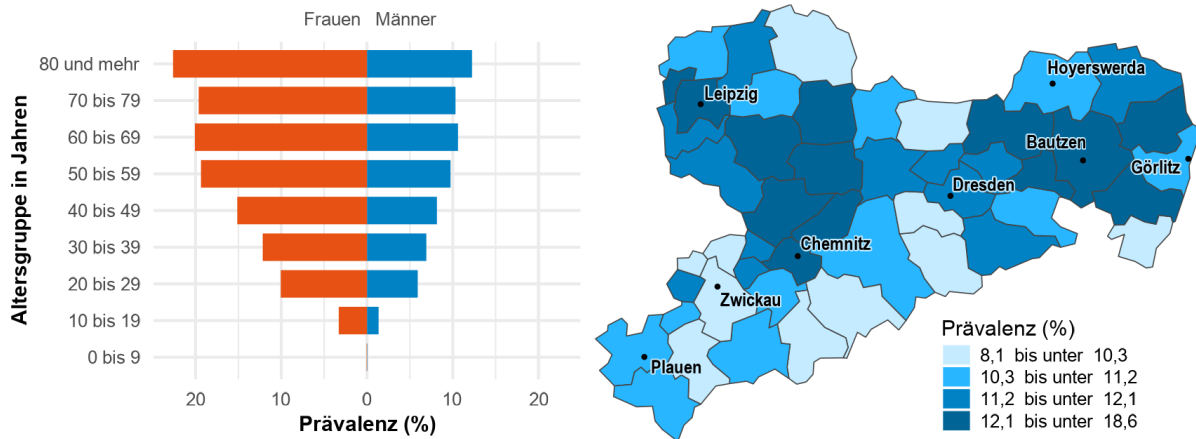 Frauen Männer
Altersgruppe in Jahren
80 und mehr
70 bis 79
60 bis 69
50 bis 59
40 bis 49
30 bis 39
20 bis 29
10 bis 19
0 bis 9
20 10 0 10 20
Prävalenz (%)
Leipzig
Hoyerswerda
Bautzen
Görlitz
Dresden
Chemnitz
Zwickau
Plauen
Prävalenz (%)
8,1 bis unter 10,3
10,3 bis unter 11,2
11,2 bis unter 12,1
12,1 bis unter 18,6